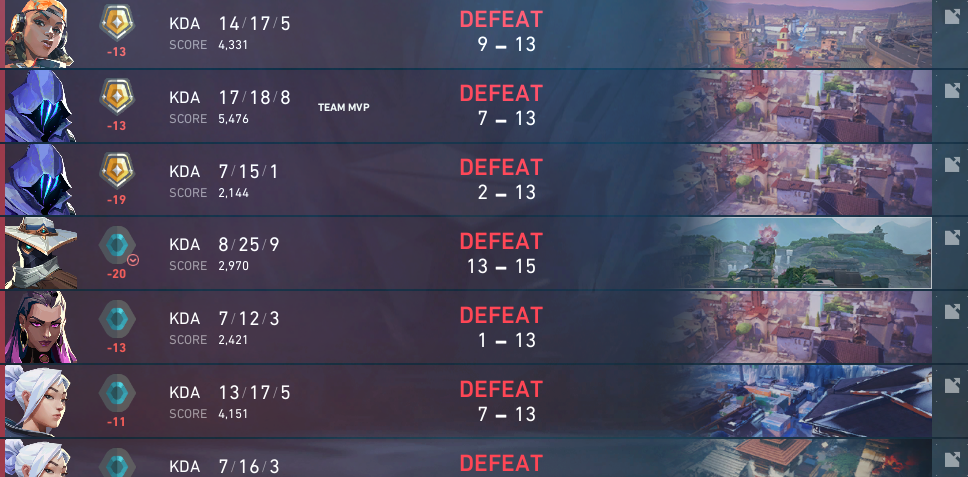 KDA 14/17/5 DEFEAT
-13 SCORE 4,331 9 – 13
KDA 17/18/8 TEAM MVP DEFEAT
-13 SCORE 5,476 7 – 13
KDA 7/15/1 DEFEAT
-19 SCORE 2,144 2 – 13
KDA 8/25/9 DEFEAT
-20 SCORE 2,970 13 – 15
KDA 7/12/3 DEFEAT
-13 SCORE 2,421 1 – 13
KDA 13/17/5 DEFEAT
-11 SCORE 4,151 7 – 13
KDA 7/16/3 DEFEAT